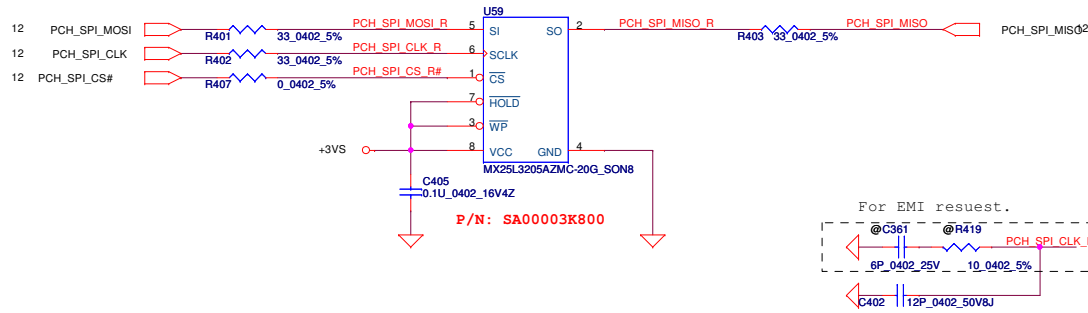 U59
12 PCH_SPI_MOSI R401 33_0402_5% PCH_SPI_MOSI_R 5 SI SO 2 PCH_SPI_MISO_R R403 33_0402_5% PCH_SPI_MISO PCH_SPI_MISO 12
12 PCH_SPI_CLK R402 33_0402_5% PCH_SPI_CLK_R 6 SCLK
12 PCH_SPI_CS# R407 0_0402_5% PCH_SPI_CS_R# 1 CS
7 HOLD
3 WP
+3VS 8 VCC GND 4
MX25L3205AZMC-20G_SON8
C405
0.1U_0402_16V4Z
P/N: SA00003K800
For EMI resuest.
@C361 @R419 PCH_SPI_CLK_
6P_0402_25V 10_0402_5%
C402 12P_0402_50V8J